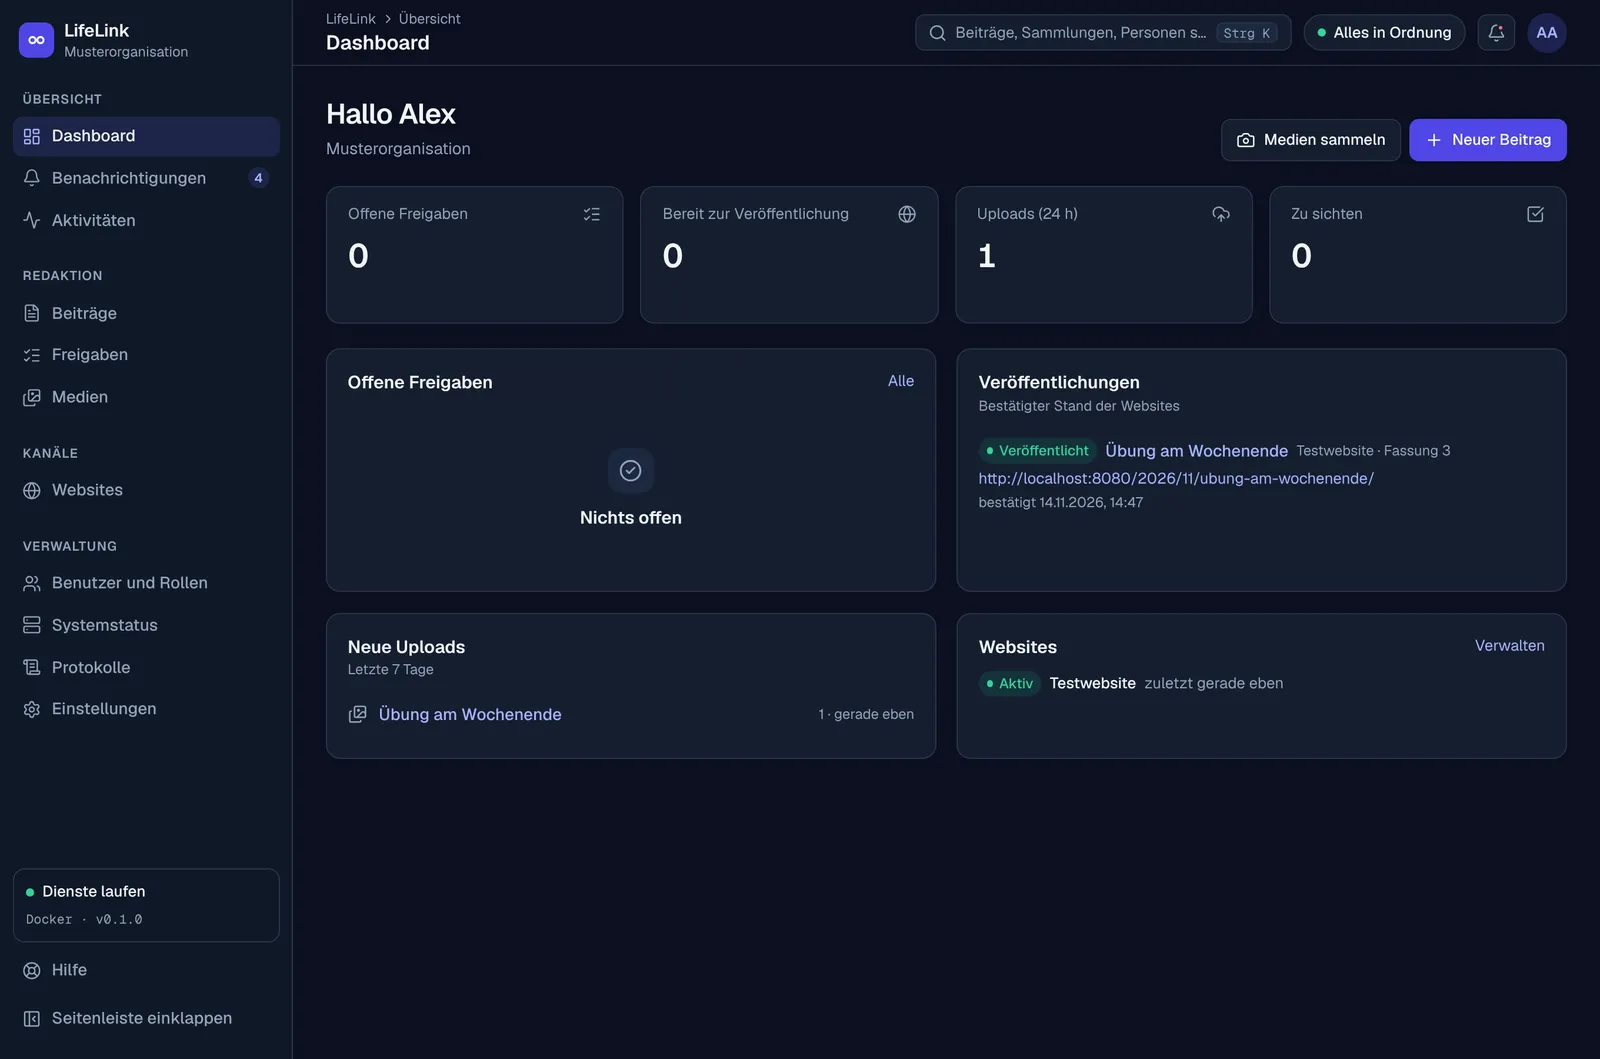 LifeLink
Musterorganisation
ÜBERSICHT
Dashboard
Benachrichtigungen 4
Aktivitäten
REDAKTION
Beiträge
Freigaben
Medien
KANÄLE
Websites
VERWALTUNG
Benutzer und Rollen
Systemstatus
Protokolle
Einstellungen
Dienste laufen
Docker · v0.1.0
Hilfe
Seitenleiste einklappen
LifeLink > Übersicht
Dashboard
Beiträge, Sammlungen, Personen s... Strg K
Alles in Ordnung
AA
Hallo Alex
Musterorganisation
Medien sammeln
+ Neuer Beitrag
Offene Freigaben
0
Bereit zur Veröffentlichung
0
Uploads (24 h)
1
Zu sichten
0
Offene Freigaben Alle
Nichts offen
Veröffentlichungen
Bestätigter Stand der Websites
Veröffentlicht Übung am Wochenende Testwebsite · Fassung 3
http://localhost:8080/2026/11/ubung-am-wochenende/
bestätigt 14.11.2026, 14:47
Neue Uploads
Letzte 7 Tage
Übung am Wochenende 1 · gerade eben
Websites Verwalten
Aktiv Testwebsite zuletzt gerade eben